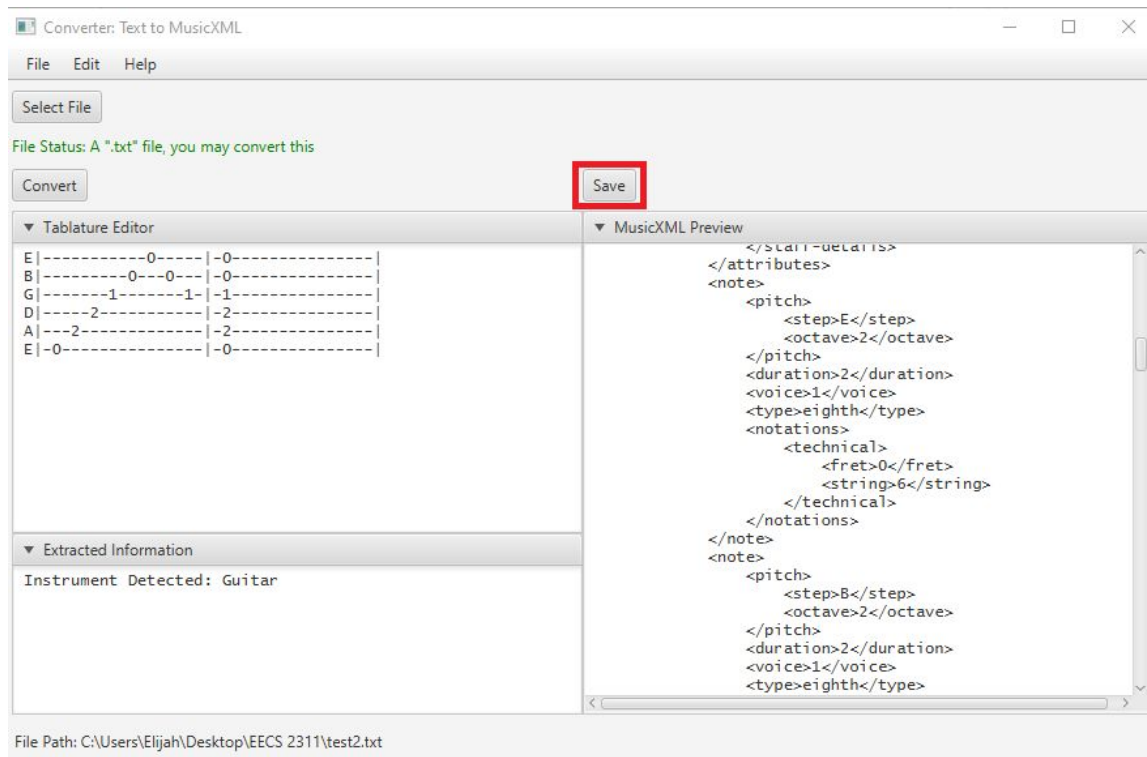 Converter: Text to MusicXML
File Edit Help
Select File
File Status: A ".txt" file, you may convert this
Convert
Save
Tablature Editor
E|-----------0-----|-0---------------|
B|---------0---0---|-0---------------|
G|-------1-------1-|-1---------------|
D|-----2-----------|-2---------------|
A|---2-------------|-2---------------|
E|-0---------------|-0---------------|
Extracted Information
Instrument Detected: Guitar
MusicXML Preview
</staff-details>
</attributes>
<note>
<pitch>
<step>E</step>
<octave>2</octave>
</pitch>
<duration>2</duration>
<voice>1</voice>
<type>eighth</type>
<notations>
<technical>
<fret>0</fret>
<string>6</string>
</technical>
</notations>
</note>
<note>
<pitch>
<step>B</step>
<octave>2</octave>
</pitch>
<duration>2</duration>
<voice>1</voice>
<type>eighth</type>
File Path: C:\Users\Elijah\Desktop\EECS 2311\test2.txt